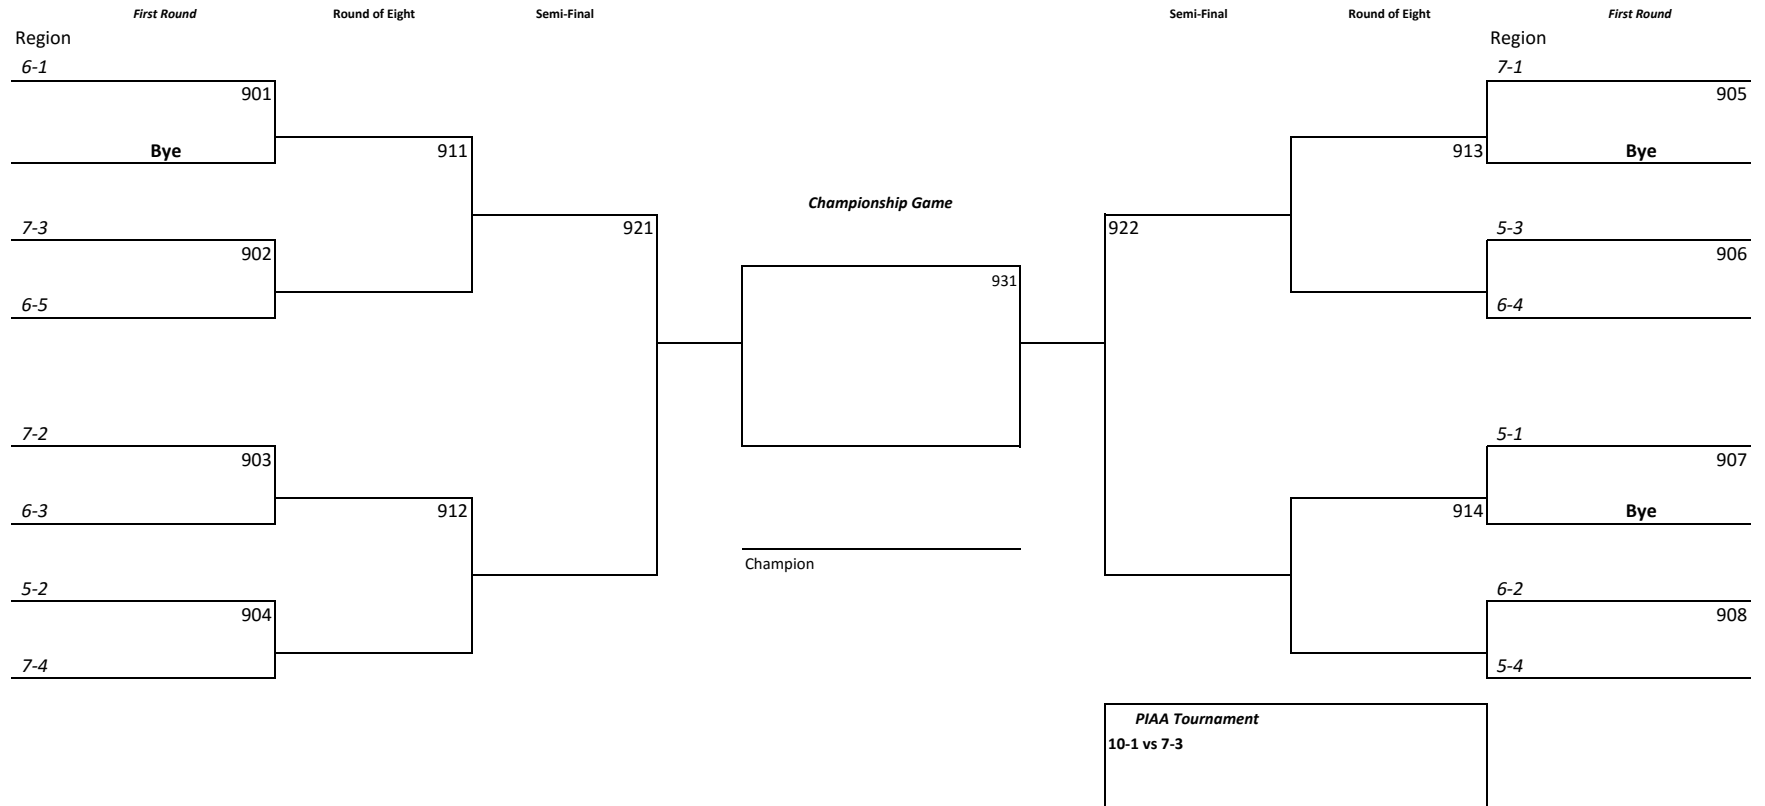 First Round Round of Eight Semi-Final Semi-Final Round of Eight First Round
Region Region
6-1 7-1
901 905
Bye 911 913 Bye
Championship Game
7-3 921 922 5-3
902 906
931
6-5 6-4
7-2 5-1
903 907
6-3 912 914 Bye
Champion
5-2 6-2
904 908
7-4 5-4
PIAA Tournament
10-1 vs 7-3